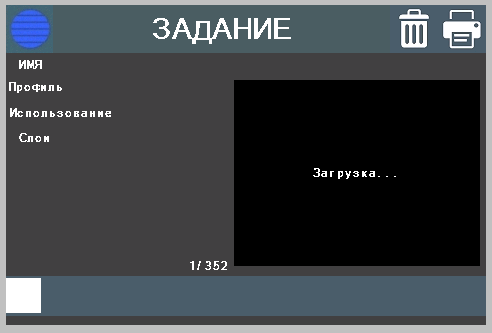 ЗАДАНИЕ
ИМЯ
Профиль
Использование
Слои
Загрузка...
1/352